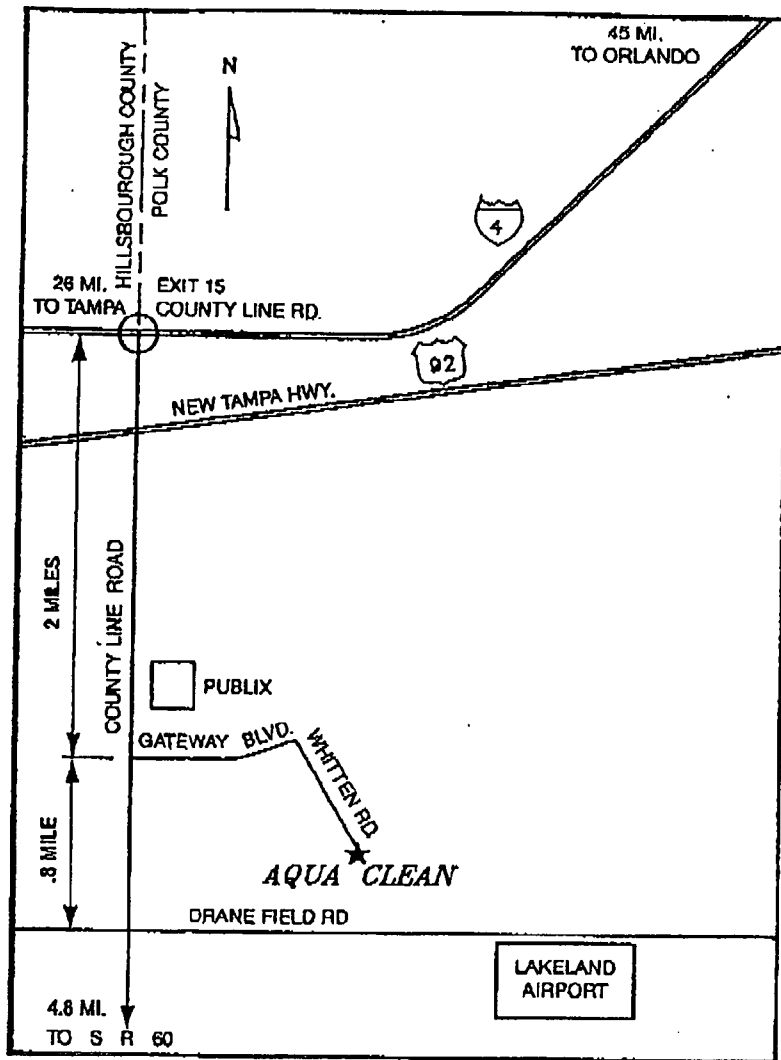 45 MI.
TO ORLANDO
N
HILLSBOUROUGH COUNTY
POLK COUNTY
4
26 MI.
TO TAMPA
EXIT 15
COUNTY LINE RD.
92
NEW TAMPA HWY.
2 MILES
COUNTY LINE ROAD
PUBLIX
GATEWAY BLVD.
WHITTEN RD.
.8 MILE
AQUA CLEAN
DRANE FIELD RD
LAKELAND
AIRPORT
4.8 MI.
TO S R 60